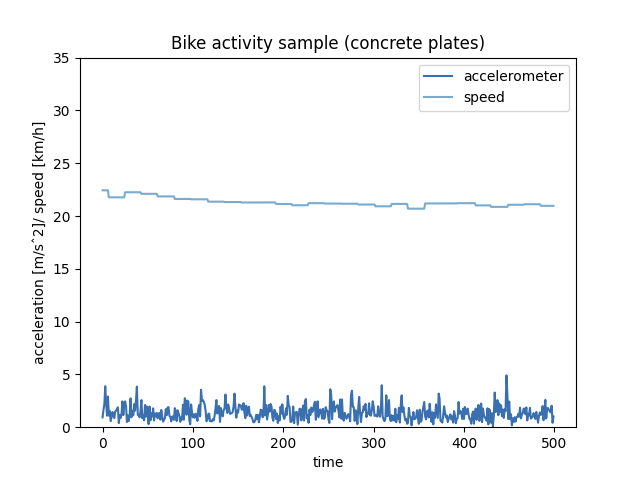 Bike activity sample (concrete plates)
accelerometer
speed
acceleration [m/sˆ2]/ speed [km/h]
35
30
25
20
15
10
5
0
0 100 200 300 400 500
time